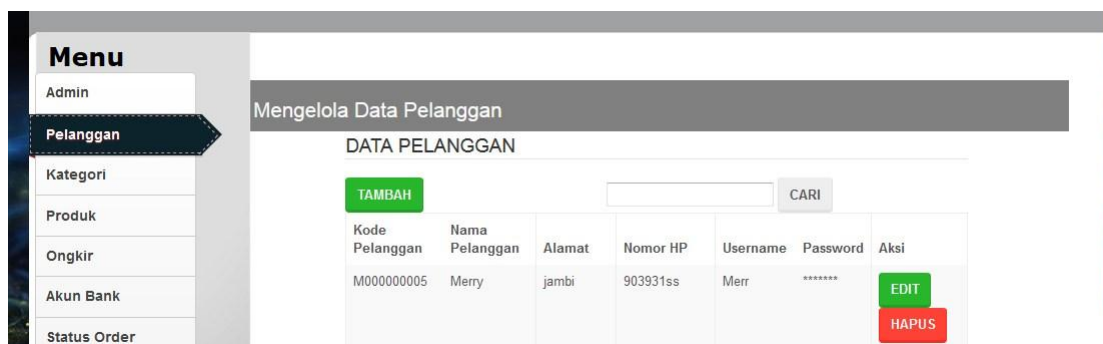 Menu
Admin
Pelanggan
Kategori
Produk
Ongkir
Akun Bank
Status Order
Mengelola Data Pelanggan
DATA PELANGGAN
TAMBAH CARI
Kode Pelanggan Nama Pelanggan Alamat Nomor HP Username Password Aksi
M000000005 Merry jambi 903931ss Merr ******* EDIT
HAPUS